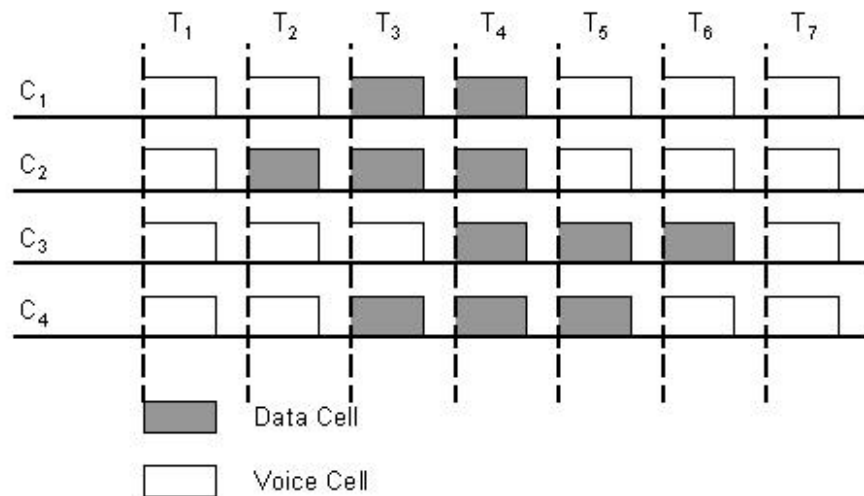 T1 T2 T3 T4 T5 T6 T7
C1
C2
C3
C4
Data Cell
Voice Cell